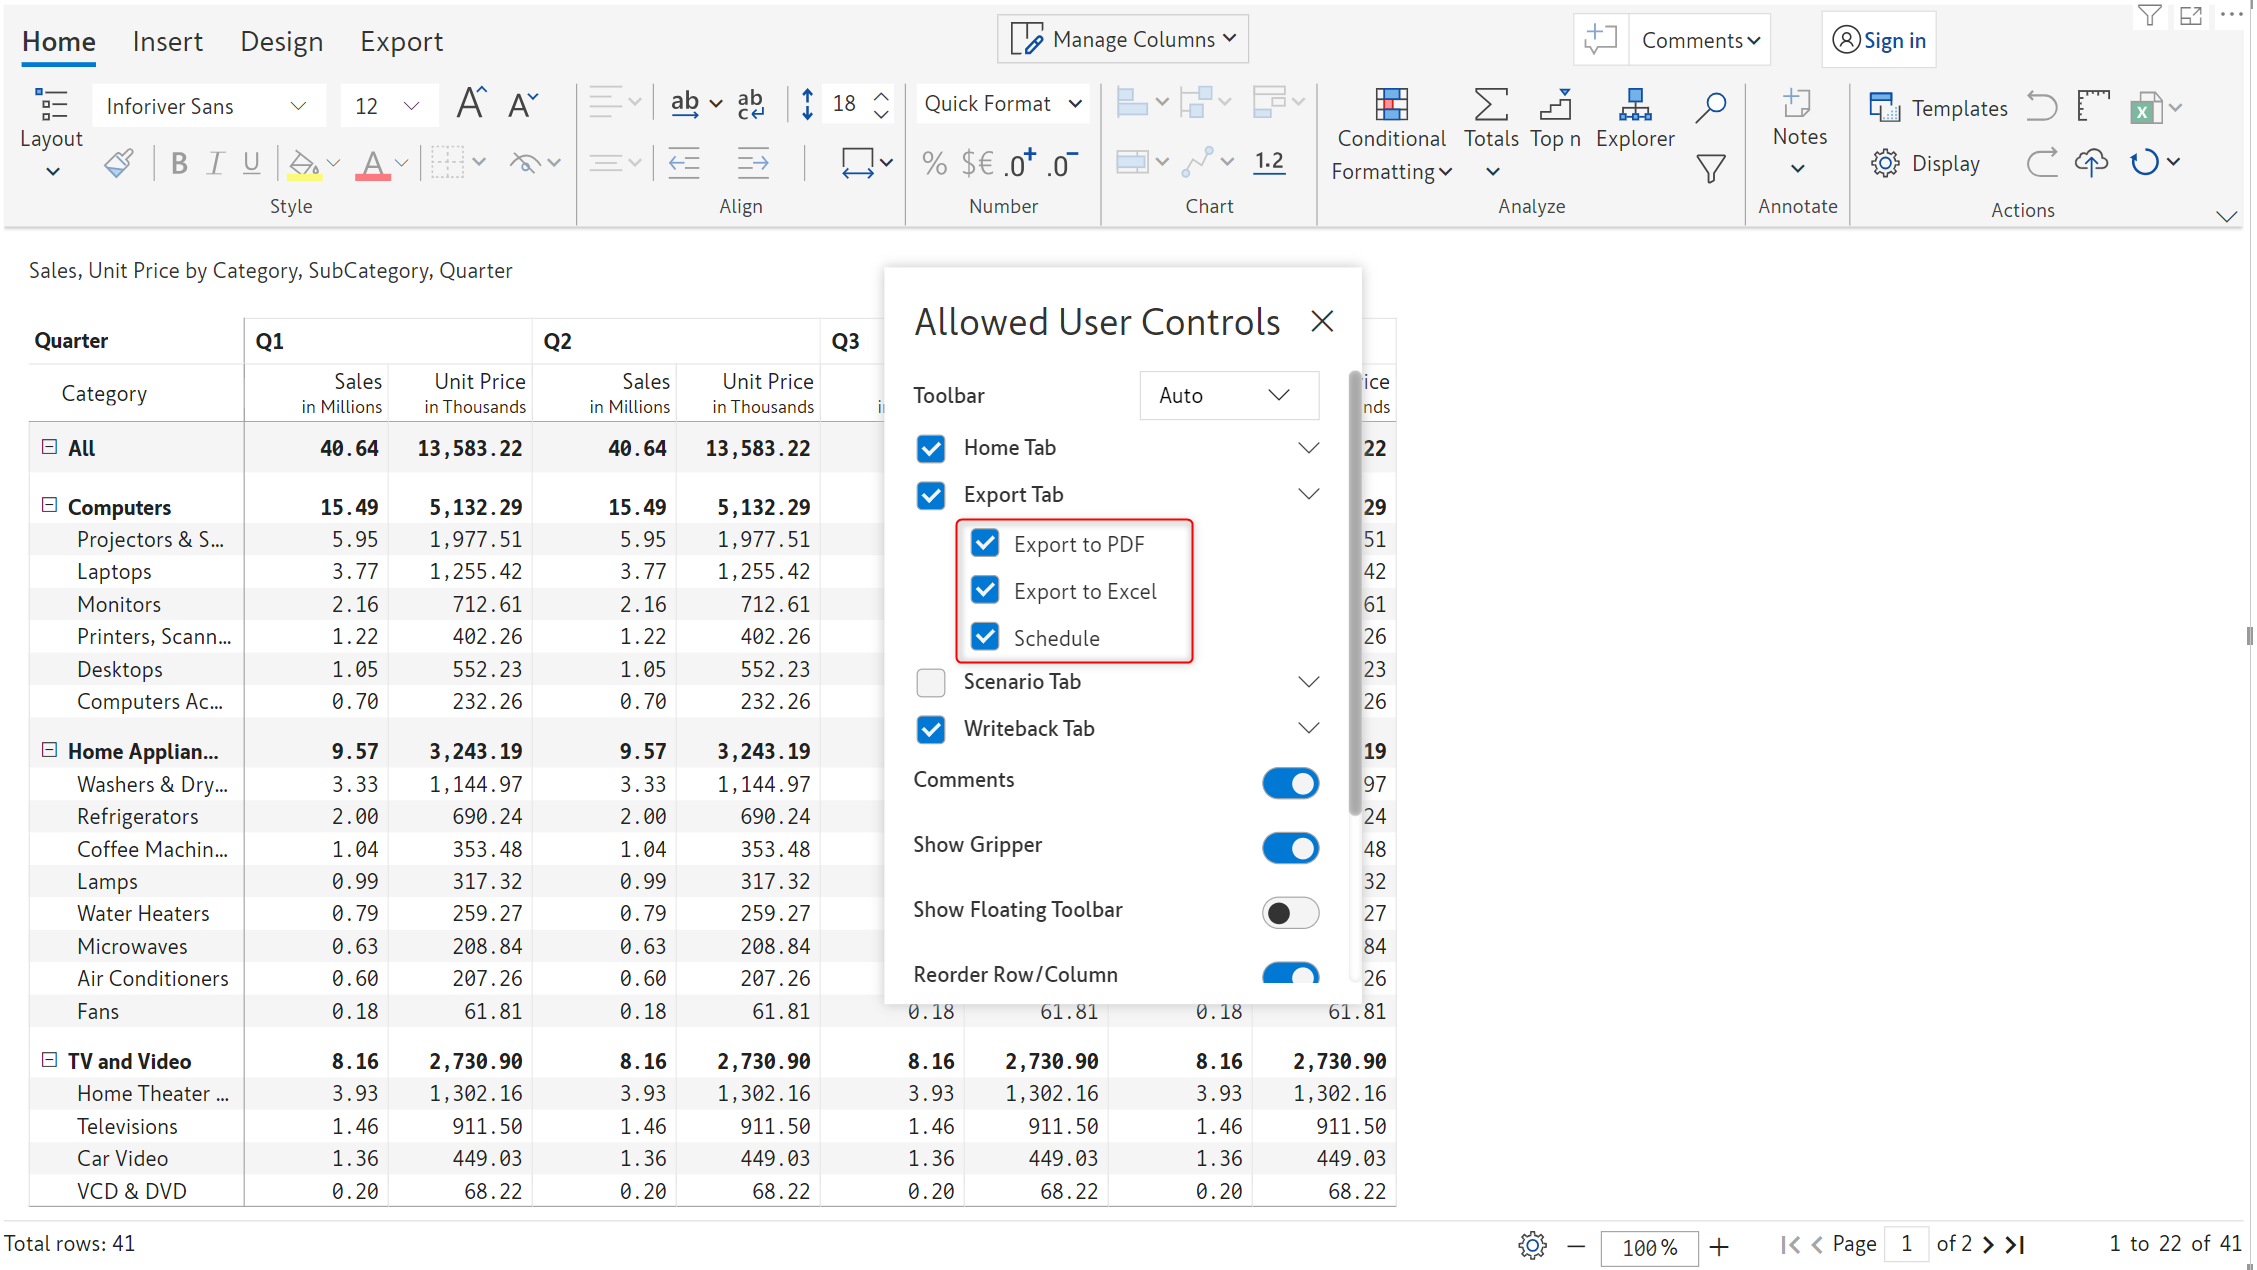 Home Insert Design Export Manage Columns Comments Sign in
Inforiver Sans 12 ab ab c 18 Quick Format Templates
Layout Conditional Formatting Totals Top n Explorer Notes
B I U A % $€ .0+ .0- 1.2 Display
Style Align Number Chart Analyze Annotate Actions
Sales, Unit Price by Category, SubCategory, Quarter
Quarter Q1 Q2 Q3
Category Sales in Millions Unit Price in Thousands Sales in Millions Unit Price in Thousands
All 40.64 13,583.22 40.64 13,583.22 22
Computers 15.49 5,132.29 15.49 5,132.29 29
Projectors & S... 5.95 1,977.51 5.95 1,977.51 51
Laptops 3.77 1,255.42 3.77 1,255.42 42
Monitors 2.16 712.61 2.16 712.61 61
Printers, Scann... 1.22 402.26 1.22 402.26 26
Desktops 1.05 552.23 1.05 552.23 23
Computers Ac... 0.70 232.26 0.70 232.26 26
Home Applian... 9.57 3,243.19 9.57 3,243.19 19
Washers & Dry... 3.33 1,144.97 3.33 1,144.97 97
Refrigerators 2.00 690.24 2.00 690.24 24
Coffee Machin... 1.04 353.48 1.04 353.48 48
Lamps 0.99 317.32 0.99 317.32 32
Water Heaters 0.79 259.27 0.79 259.27 27
Microwaves 0.63 208.84 0.63 208.84 84
Air Conditioners 0.60 207.26 0.60 207.26 26
Fans 0.18 61.81 0.18 61.81 0.18 61.81 0.18 61.81
TV and Video 8.16 2,730.90 8.16 2,730.90 8.16 2,730.90 8.16 2,730.90
Home Theater ... 3.93 1,302.16 3.93 1,302.16 3.93 1,302.16 3.93 1,302.16
Televisions 1.46 911.50 1.46 911.50 1.46 911.50 1.46 911.50
Car Video 1.36 449.03 1.36 449.03 1.36 449.03 1.36 449.03
VCD & DVD 0.20 68.22 0.20 68.22 0.20 68.22 0.20 68.22
Allowed User Controls
Toolbar Auto
Home Tab
Export Tab
Export to PDF
Export to Excel
Schedule
Scenario Tab
Writeback Tab
Comments
Show Gripper
Show Floating Toolbar
Reorder Row/Column
Total rows: 41 100% Page 1 of 2 1 to 22 of 41